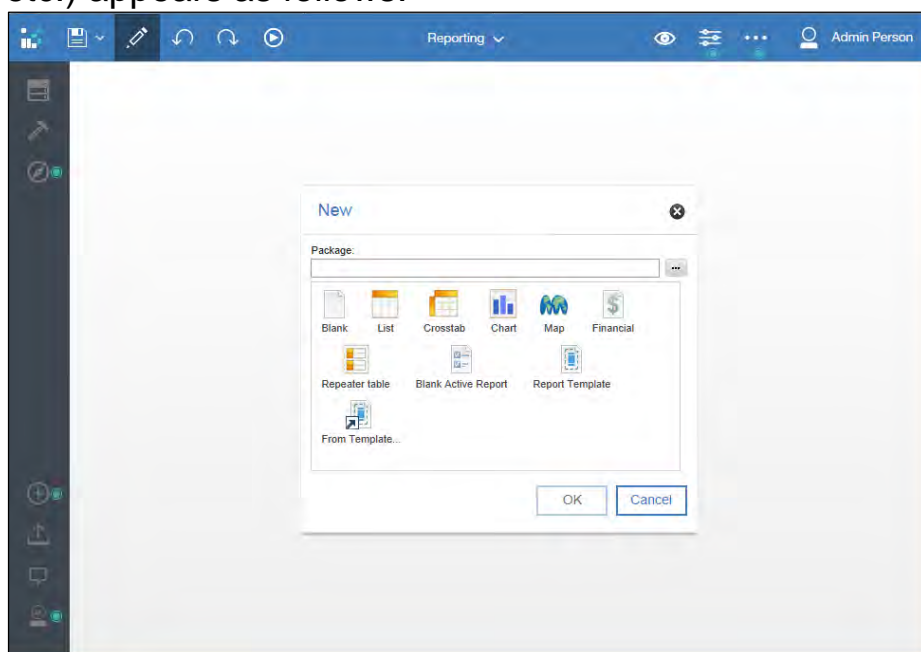 etc.) appears as follows:
Reporting
Admin Person
New
Package:
...
Blank List Crosstab Chart Map Financial
Repeater table Blank Active Report Report Template
From Template...
OK Cancel